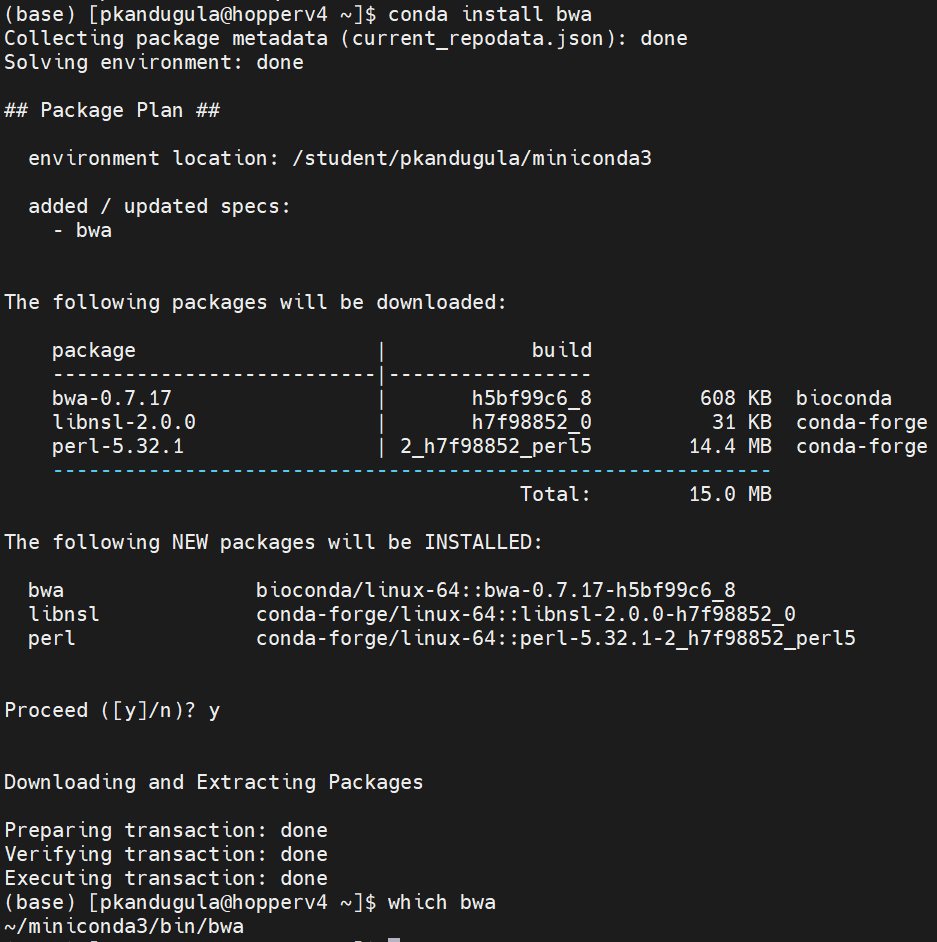 (base) [pkandugula@hopperv4 ~]$ conda install bwa
Collecting package metadata (current_repodata.json): done
Solving environment: done

## Package Plan ##

  environment location: /student/pkandugula/miniconda3

  added / updated specs:
    - bwa


The following packages will be downloaded:

    package                    |            build
    ---------------------------|-----------------
    bwa-0.7.17                 |       h5bf99c6_8         608 KB  bioconda
    libnsl-2.0.0               |       h7f98852_0          31 KB  conda-forge
    perl-5.32.1                | 2_h7f98852_perl5        14.4 MB  conda-forge
    ------------------------------------------------------------
                                           Total:        15.0 MB

The following NEW packages will be INSTALLED:

  bwa                bioconda/linux-64::bwa-0.7.17-h5bf99c6_8
  libnsl             conda-forge/linux-64::libnsl-2.0.0-h7f98852_0
  perl               conda-forge/linux-64::perl-5.32.1-2_h7f98852_perl5


Proceed ([y]/n)? y


Downloading and Extracting Packages

Preparing transaction: done
Verifying transaction: done
Executing transaction: done
(base) [pkandugula@hopperv4 ~]$ which bwa
~/miniconda3/bin/bwa